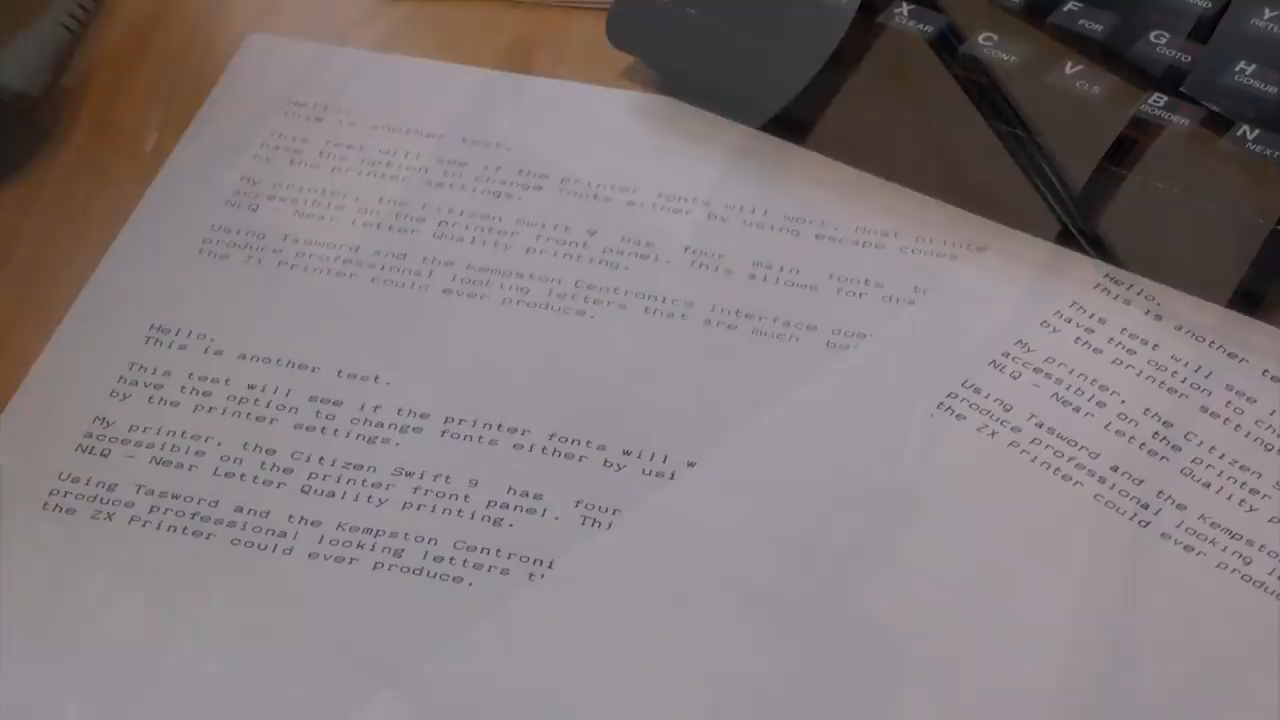 X
CLEAR
C
CONT
V
CLS
F
FOR
G
GOTO
H
GOSUB
B
BORDER
N
NEXT
Y
Hello,
This is another test.
This test will see if the printer fonts will work. Most printe
have the option to change fonts either by using escape codes
by the printer settings.
My printer, the Citizen Swift 9 has four main fonts
accessible on the printer front panel. This allows for dra
NLQ - Near Letter Quality printing.
Using Tasword and the Kempston Centronics Interface doe
produce professional looking letters that are much be
the ZX Printer could ever produce.
Hello,
This is another test.
This test will see if the printer fonts will w
have the option to change fonts either by usi
by the printer settings.
My printer, the Citizen Swift 9 has four
accessible on the printer front panel. Thi
NLQ - Near Letter Quality printing.
Using Tasword and the Kempston Centroni
produce professional looking letters t
the ZX Printer could ever produce.
Hello,
This is another te
This test will see i
have the option to ch
by the printer setting
My printer, the Citizen S
accessible on the printer
NLQ - Near Letter Quality p
Using Tasword and the Kempsto
produce professional looking le
the ZX Printer could ever produ